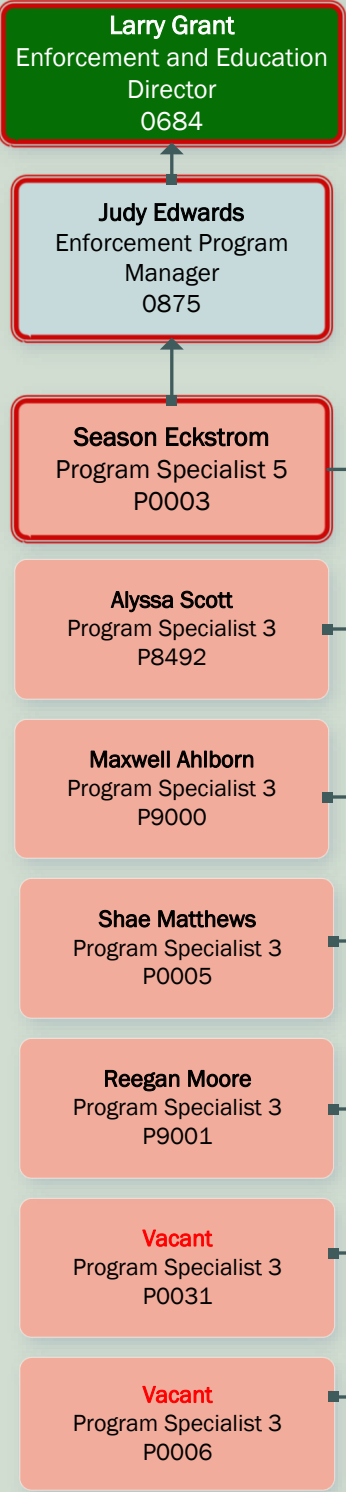 Larry Grant
Enforcement and Education
Director
0684
Judy Edwards
Enforcement Program
Manager
0875
Season Eckstrom
Program Specialist 5
P0003
Alyssa Scott
Program Specialist 3
P8492
Maxwell Ahlborn
Program Specialist 3
P9000
Shae Matthews
Program Specialist 3
P0005
Reegan Moore
Program Specialist 3
P9001
Vacant
Program Specialist 3
P0031
Vacant
Program Specialist 3
P0006